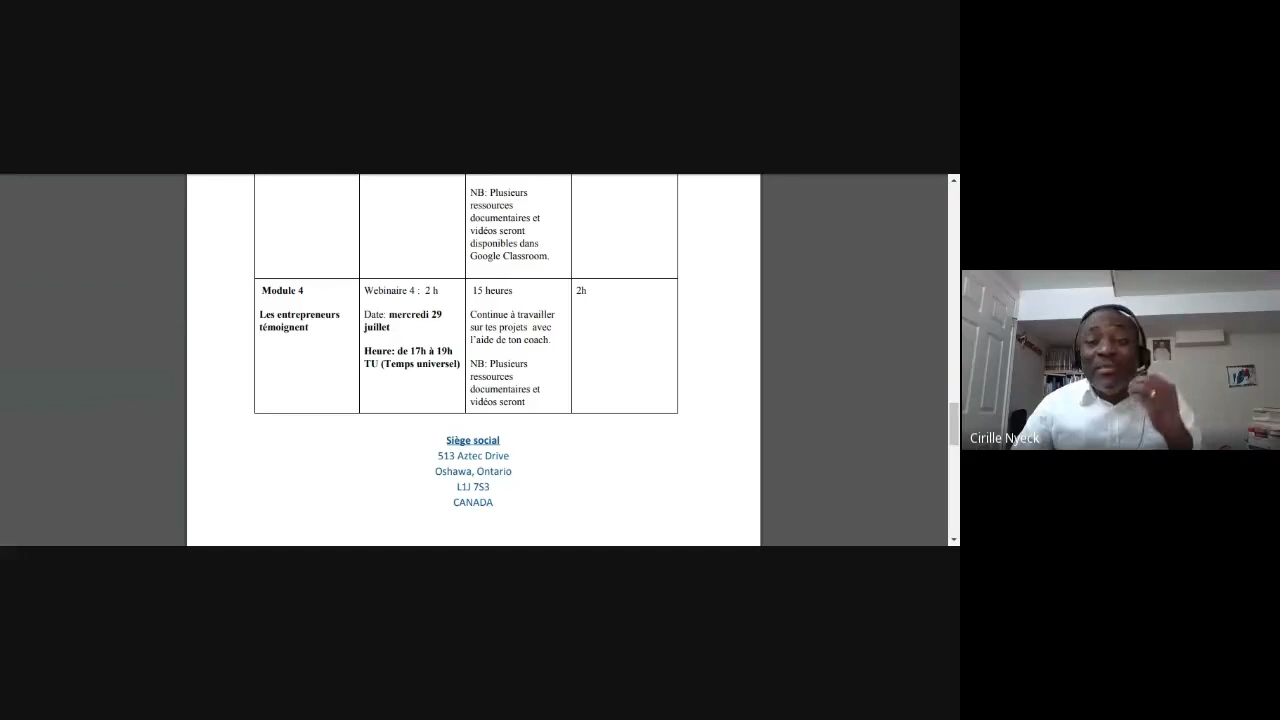 NB: Plusieurs
ressources
documentaires et
vidéos seront
disponibles dans
Google Classroom.
Module 4
Les entrepreneurs
témoignent
Webinaire 4 : 2 h
Date: mercredi 29
juillet
Heure: de 17h à 19h
TU (Temps universel)
15 heures
Continue à travailler
sur tes projets avec
l'aide de ton coach.
NB: Plusieurs
ressources
documentaires et
vidéos seront
2h
Siège social
513 Aztec Drive
Oshawa, Ontario
L1J 7S3
CANADA
Cirille Nyeck